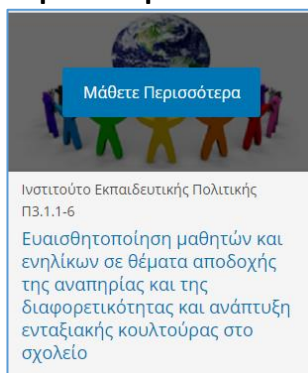 Μάθετε Περισσότερα
Ινστιτούτο Εκπαιδευτικής Πολιτικής
Π3.1.1-6
Ευαισθητοποίηση μαθητών και
ενηλίκων σε θέματα αποδοχής
της αναπηρίας και της
διαφορετικότητας και ανάπτυξη
ενταξιακής κουλτούρας στο
σχολείο